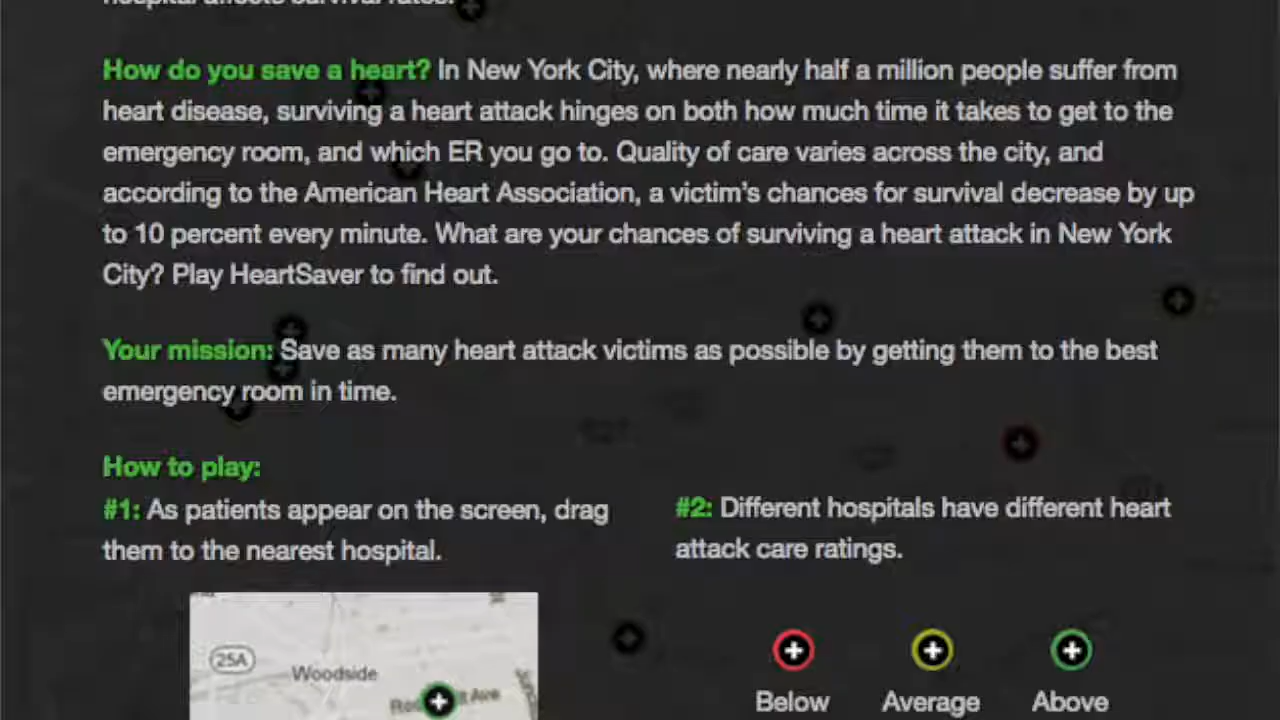 hospital affects survival rates.
How do you save a heart? In New York City, where nearly half a million people suffer from
heart disease, surviving a heart attack hinges on both how much time it takes to get to the
emergency room, and which ER you go to. Quality of care varies across the city, and
according to the American Heart Association, a victim's chances for survival decrease by up
to 10 percent every minute. What are your chances of surviving a heart attack in New York
City? Play HeartSaver to find out.
Your mission: Save as many heart attack victims as possible by getting them to the best
emergency room in time.
How to play:
#1: As patients appear on the screen, drag
them to the nearest hospital.
#2: Different hospitals have different heart
attack care ratings.
25A
Woodside
Ave
Below
Average
Above